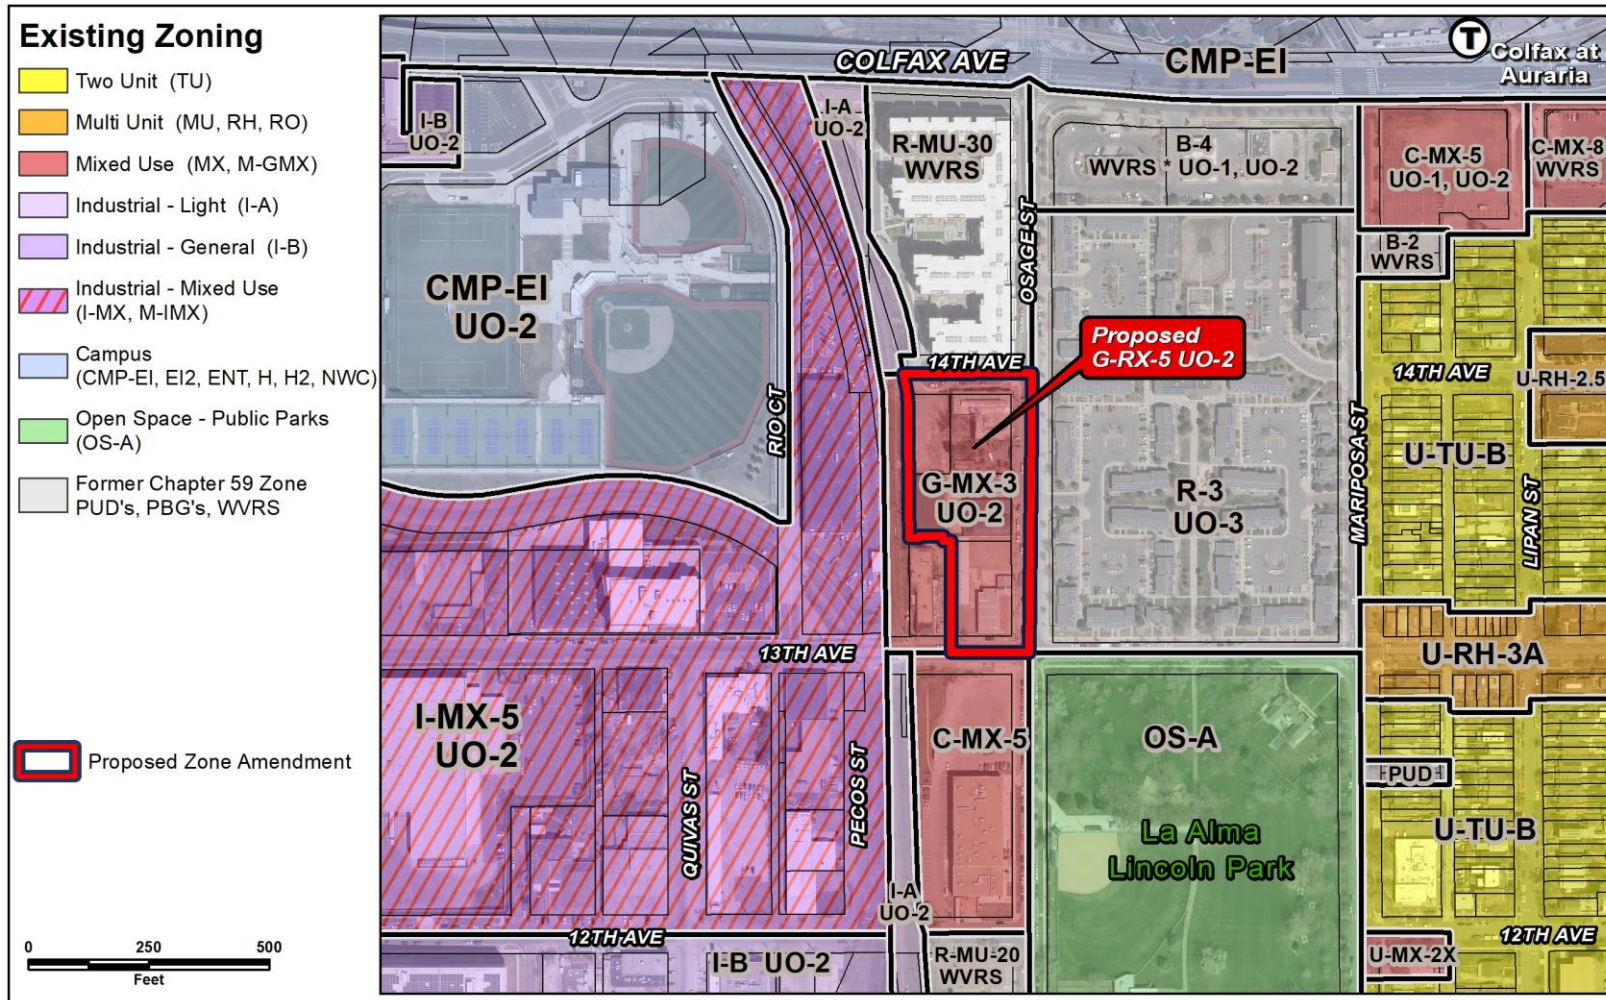 Existing Zoning
Two Unit (TU)
Multi Unit (MU, RH, RO)
Mixed Use (MX, M-GMX)
Industrial - Light (I-A)
Industrial - General (I-B)
Industrial - Mixed Use
(I-MX, M-IMX)
Campus
(CMP-EI, EI2, ENT, H, H2, NWC)
Open Space - Public Parks
(OS-A)
Former Chapter 59 Zone
PUD's, PBG's, WVRS
Proposed Zone Amendment
0 250 500
Feet
COLFAX AVE
CMP-EI
T
Colfax at
Auraria
I-B
UO-2
I-A
UO-2
R-MU-30
WVRS
B-4
WVRS * UO-1, UO-2
C-MX-5
UO-1, UO-2
C-MX-8
WVRS
OSAGE ST
B-2
WVRS
CMP-EI
UO-2
Proposed
G-RX-5 UO-2
14TH AVE
14TH AVE
U-RH-2.5
RIO CT
MARIPOSA ST
U-TU-B
LIPAN ST
G-MX-3
UO-2
R-3
UO-3
13TH AVE
U-RH-3A
I-MX-5
UO-2
C-MX-5
OS-A
PUD
QUIVAS ST
PECOS ST
La Alma
Lincoln Park
U-TU-B
I-A
UO-2
12TH AVE
12TH AVE
I-B UO-2
R-MU-20
WVRS
U-MX-2X